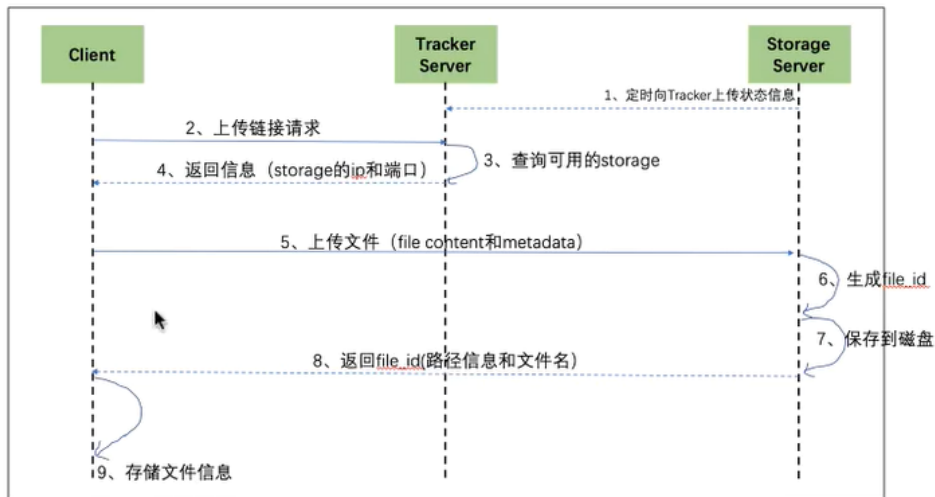 Client
Tracker
Server
Storage
Server
1、定时向Tracker上传状态信息
2、上传链接请求
3、查询可用的storage
4、返回信息（storage的ip和端口）
5、上传文件（file content和metadata）
6、生成file_id
7、保存到磁盘
8、返回file_id(路径信息和文件名）
9、存储文件信息